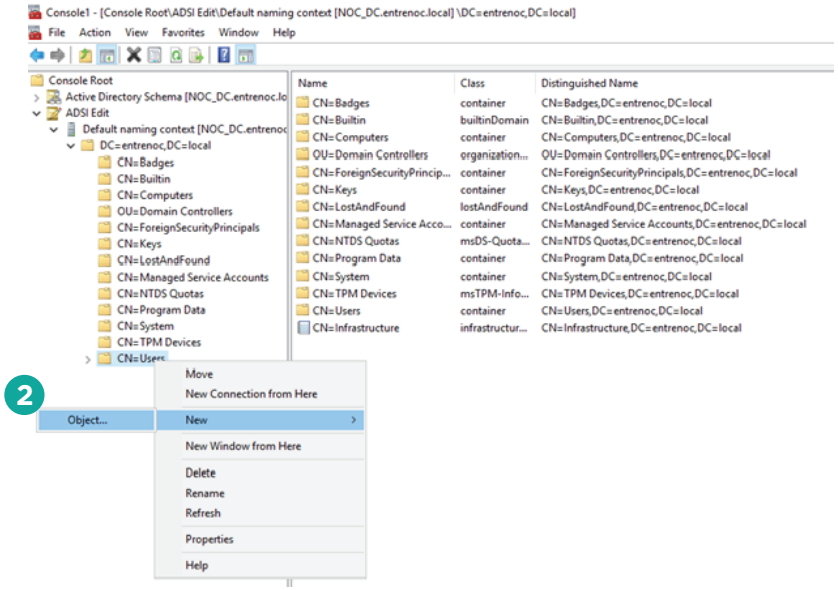 Console1 - [Console Root\ADSI Edit\Default naming context [NOC_DC.entrenoc.local] \DC=entrenoc,DC=local]
File Action View Favorites Window Help
Console Root
Active Directory Schema [NOC_DC.entrenoc.lo
ADSI Edit
Default naming context [NOC_DC.entrenoc
DC=entrenoc,DC=local
CN=Badges
CN=Builtin
CN=Computers
OU=Domain Controllers
CN=ForeignSecurityPrincipals
CN=Keys
CN=LostAndFound
CN=Managed Service Accounts
CN=NTDS Quotas
CN=Program Data
CN=System
CN=TPM Devices
CN=Users
Name Class Distinguished Name
CN=Badges container CN=Badges,DC=entrenoc,DC=local
CN=Builtin builtinDomain CN=Builtin,DC=entrenoc,DC=local
CN=Computers container CN=Computers,DC=entrenoc,DC=local
OU=Domain Controllers organization... OU=Domain Controllers,DC=entrenoc,DC=local
CN=ForeignSecurityPrincip... container CN=ForeignSecurityPrincipals,DC=entrenoc,DC=local
CN=Keys container CN=Keys,DC=entrenoc,DC=local
CN=LostAndFound lostAndFound CN=LostAndFound,DC=entrenoc,DC=local
CN=Managed Service Acco... container CN=Managed Service Accounts,DC=entrenoc,DC=local
CN=NTDS Quotas msDS-Quota... CN=NTDS Quotas,DC=entrenoc,DC=local
CN=Program Data container CN=Program Data,DC=entrenoc,DC=local
CN=System container CN=System,DC=entrenoc,DC=local
CN=TPM Devices msTPM-Info... CN=TPM Devices,DC=entrenoc,DC=local
CN=Users container CN=Users,DC=entrenoc,DC=local
CN=Infrastructure infrastructur... CN=Infrastructure,DC=entrenoc,DC=local
2
Object...
Move
New Connection from Here
New
New Window from Here
Delete
Rename
Refresh
Properties
Help